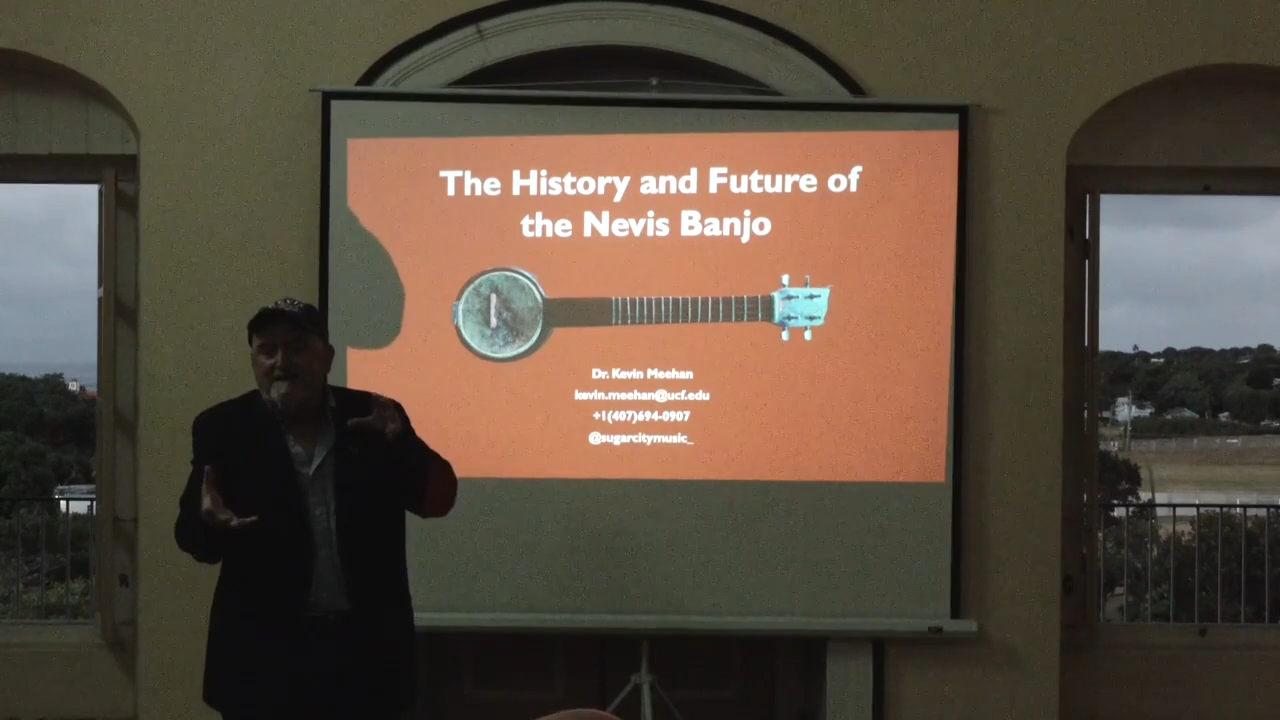 The History and Future of
the Nevis Banjo
Dr. Kevin Meehan
kevin.meehan@ucf.edu
+1(407)694-0907
@sugarcitymusic_